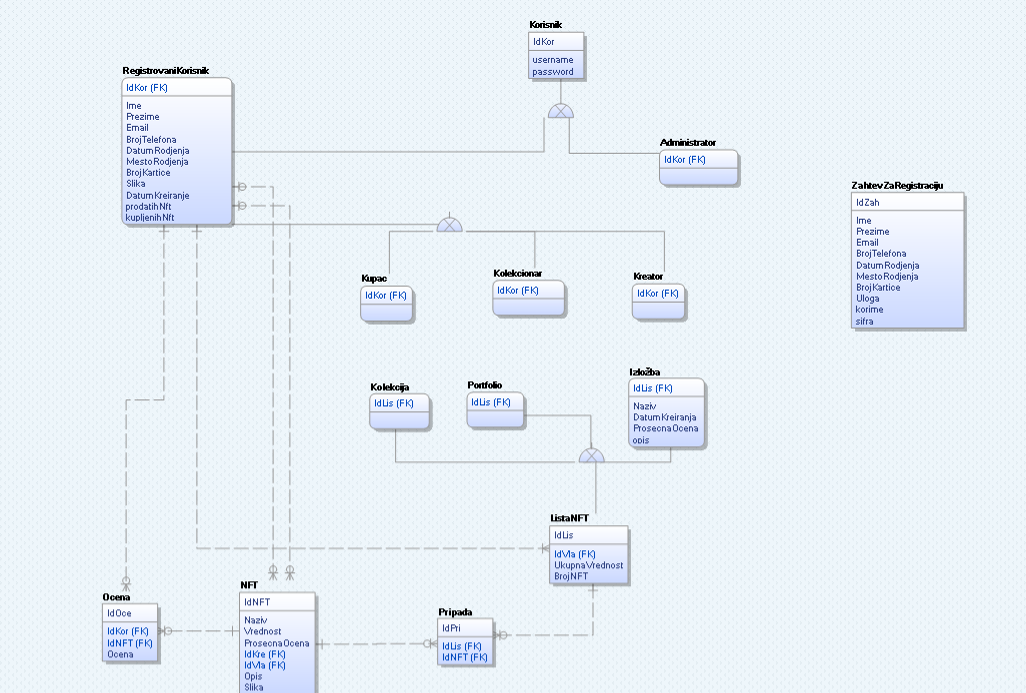 Korisnik
IdKor
username
password
RegistrovaniKorisnik
IdKor (FK)
Ime
Prezime
Email
BrojTelefona
DatumRodjenja
MestoRodjenja
BrojKartice
Slika
DatumKreiranje
prodatihNft
kupljenihNft
Administrator
IdKor (FK)
ZahtevZaRegistraciju
IdZah
Ime
Prezime
Email
BrojTelefona
DatumRodjenja
MestoRodjenja
BrojKartice
Uloga
korime
sifra
Kupac
IdKor (FK)
Kolekcionar
IdKor (FK)
Kreator
IdKor (FK)
Kolekcija
IdLis (FK)
Portfolio
IdLis (FK)
Izložba
IdLis (FK)
Naziv
DatumKreiranja
ProsecnaOcena
opis
ListaNFT
IdLis
IdVla (FK)
UkupnaVrednost
BrojNFT
Ocena
IdOce
IdKor (FK)
IdNFT (FK)
Ocena
NFT
IdNFT
Naziv
Vrednost
ProsecnaOcena
IdKre (FK)
IdVla (FK)
Opis
Slika
Pripada
IdPri
IdLis (FK)
IdNFT (FK)